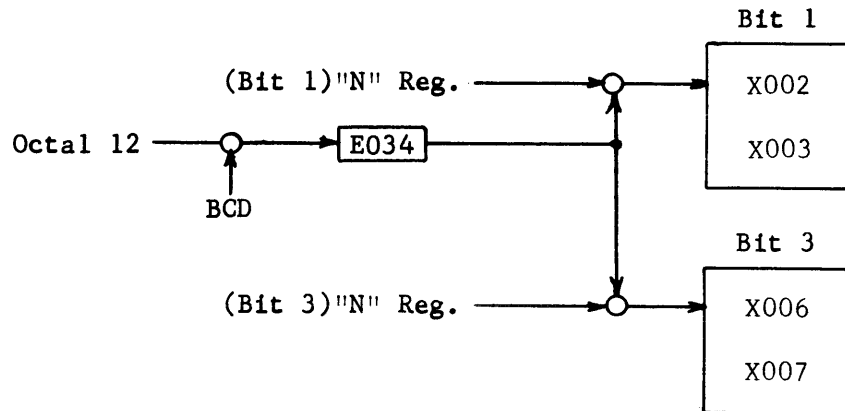 Bit 1
(Bit 1)"N" Reg.
X002
Octal 12
E034
X003
BCD
Bit 3
(Bit 3)"N" Reg.
X006
X007